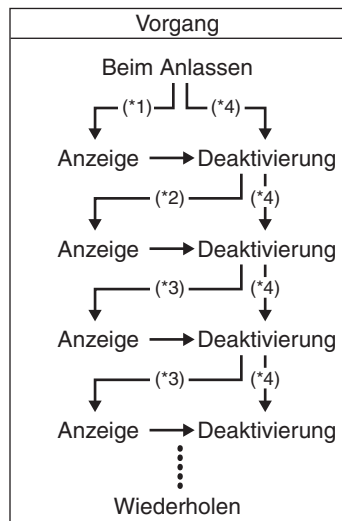 Vorgang
Beim Anlassen
(*1) (*4)
Anzeige Deaktivierung
(*2) (*4)
Anzeige Deaktivierung
(*3) (*4)
Anzeige Deaktivierung
(*3) (*4)
Anzeige Deaktivierung
Wiederholen